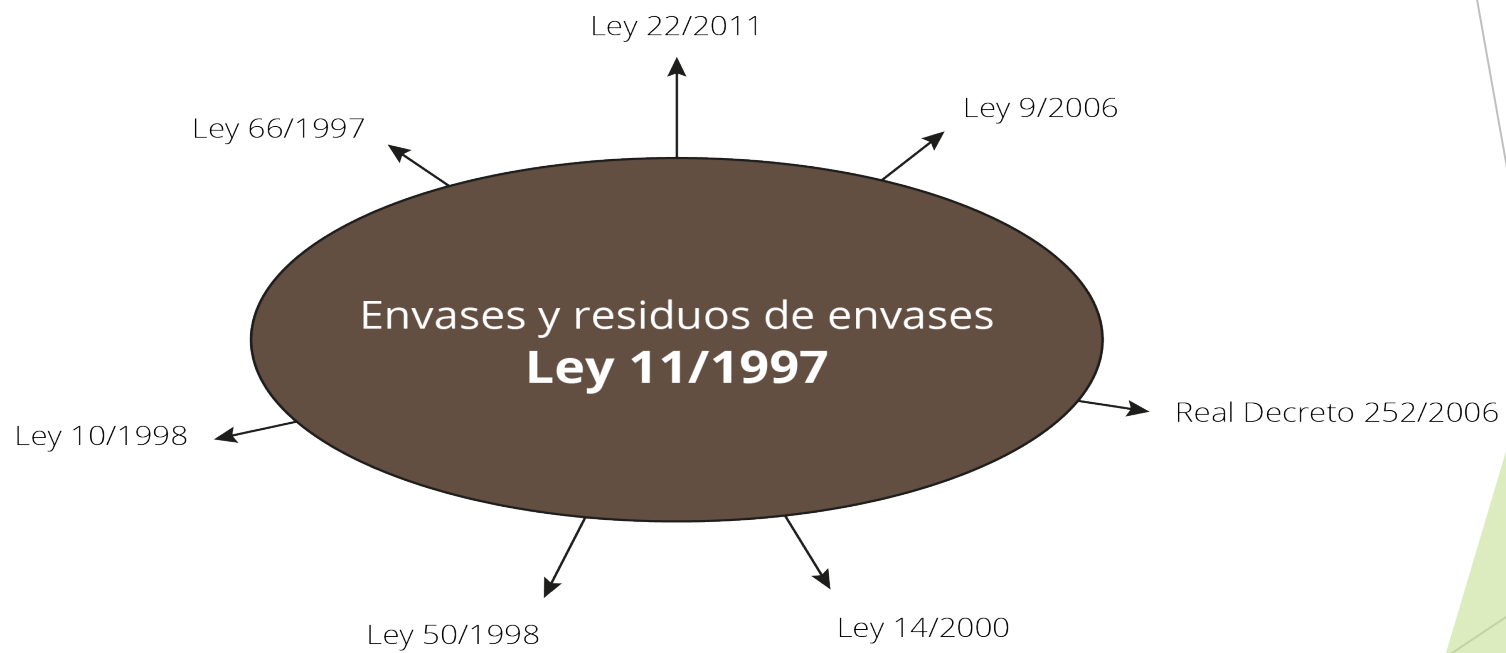 Ley 22/2011
Ley 9/2006
Ley 66/1997
Envases y residuos de envases
Ley 11/1997
Real Decreto 252/2006
Ley 10/1998
Ley 14/2000
Ley 50/1998